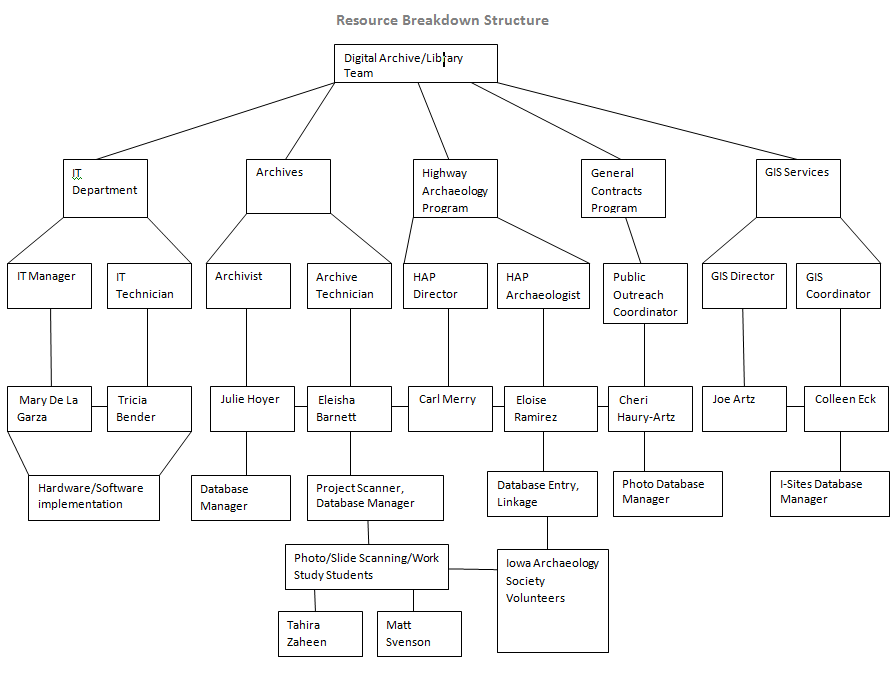 Resource Breakdown Structure
Digital Archive/Library
Team
IT
Department
Archives
Highway
Archaeology
Program
General
Contracts
Program
GIS Services
IT Manager
IT
Technician
Archivist
Archive
Technician
HAP
Director
HAP
Archaeologist
Public
Outreach
Coordinator
GIS Director
GIS
Coordinator
Mary De La
Garza
Tricia
Bender
Julie Hoyer
Eleisha
Barnett
Carl Merry
Eloise
Ramirez
Cheri
Haury-Artz
Joe Artz
Colleen Eck
Hardware/Software
implementation
Database
Manager
Project Scanner,
Database Manager
Database Entry,
Linkage
Photo Database
Manager
I-Sites Database
Manager
Photo/Slide Scanning/Work
Study Students
Iowa Archaeology
Society
Volunteers
Tahira
Zaheen
Matt
Svenson